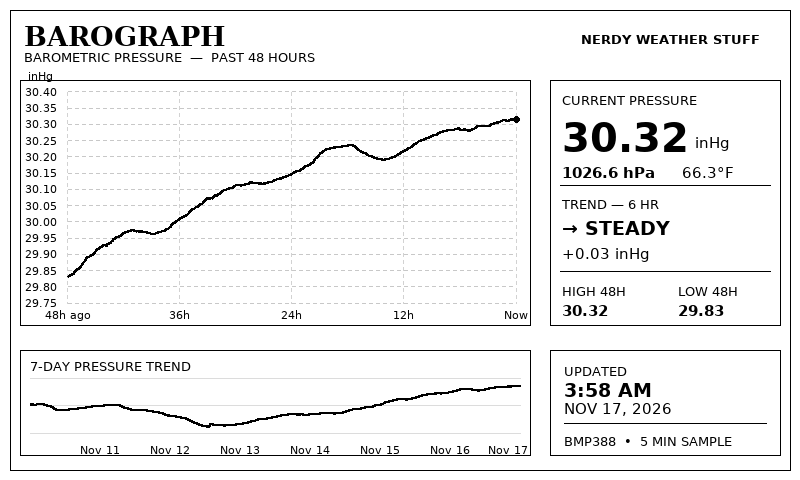 BAROGRAPH
NERDY WEATHER STUFF
BAROMETRIC PRESSURE — PAST 48 HOURS
inHg
30.40
30.35
30.30
30.25
30.20
30.15
30.10
30.05
30.00
29.95
29.90
29.85
29.80
29.75
48h ago 36h 24h 12h Now
CURRENT PRESSURE
30.32 inHg
1026.6 hPa 66.3°F
TREND — 6 HR
→ STEADY
+0.03 inHg
HIGH 48H LOW 48H
30.32 29.83
7-DAY PRESSURE TREND
Nov 11 Nov 12 Nov 13 Nov 14 Nov 15 Nov 16 Nov 17
UPDATED
3:58 AM
NOV 17, 2026
BMP388 • 5 MIN SAMPLE